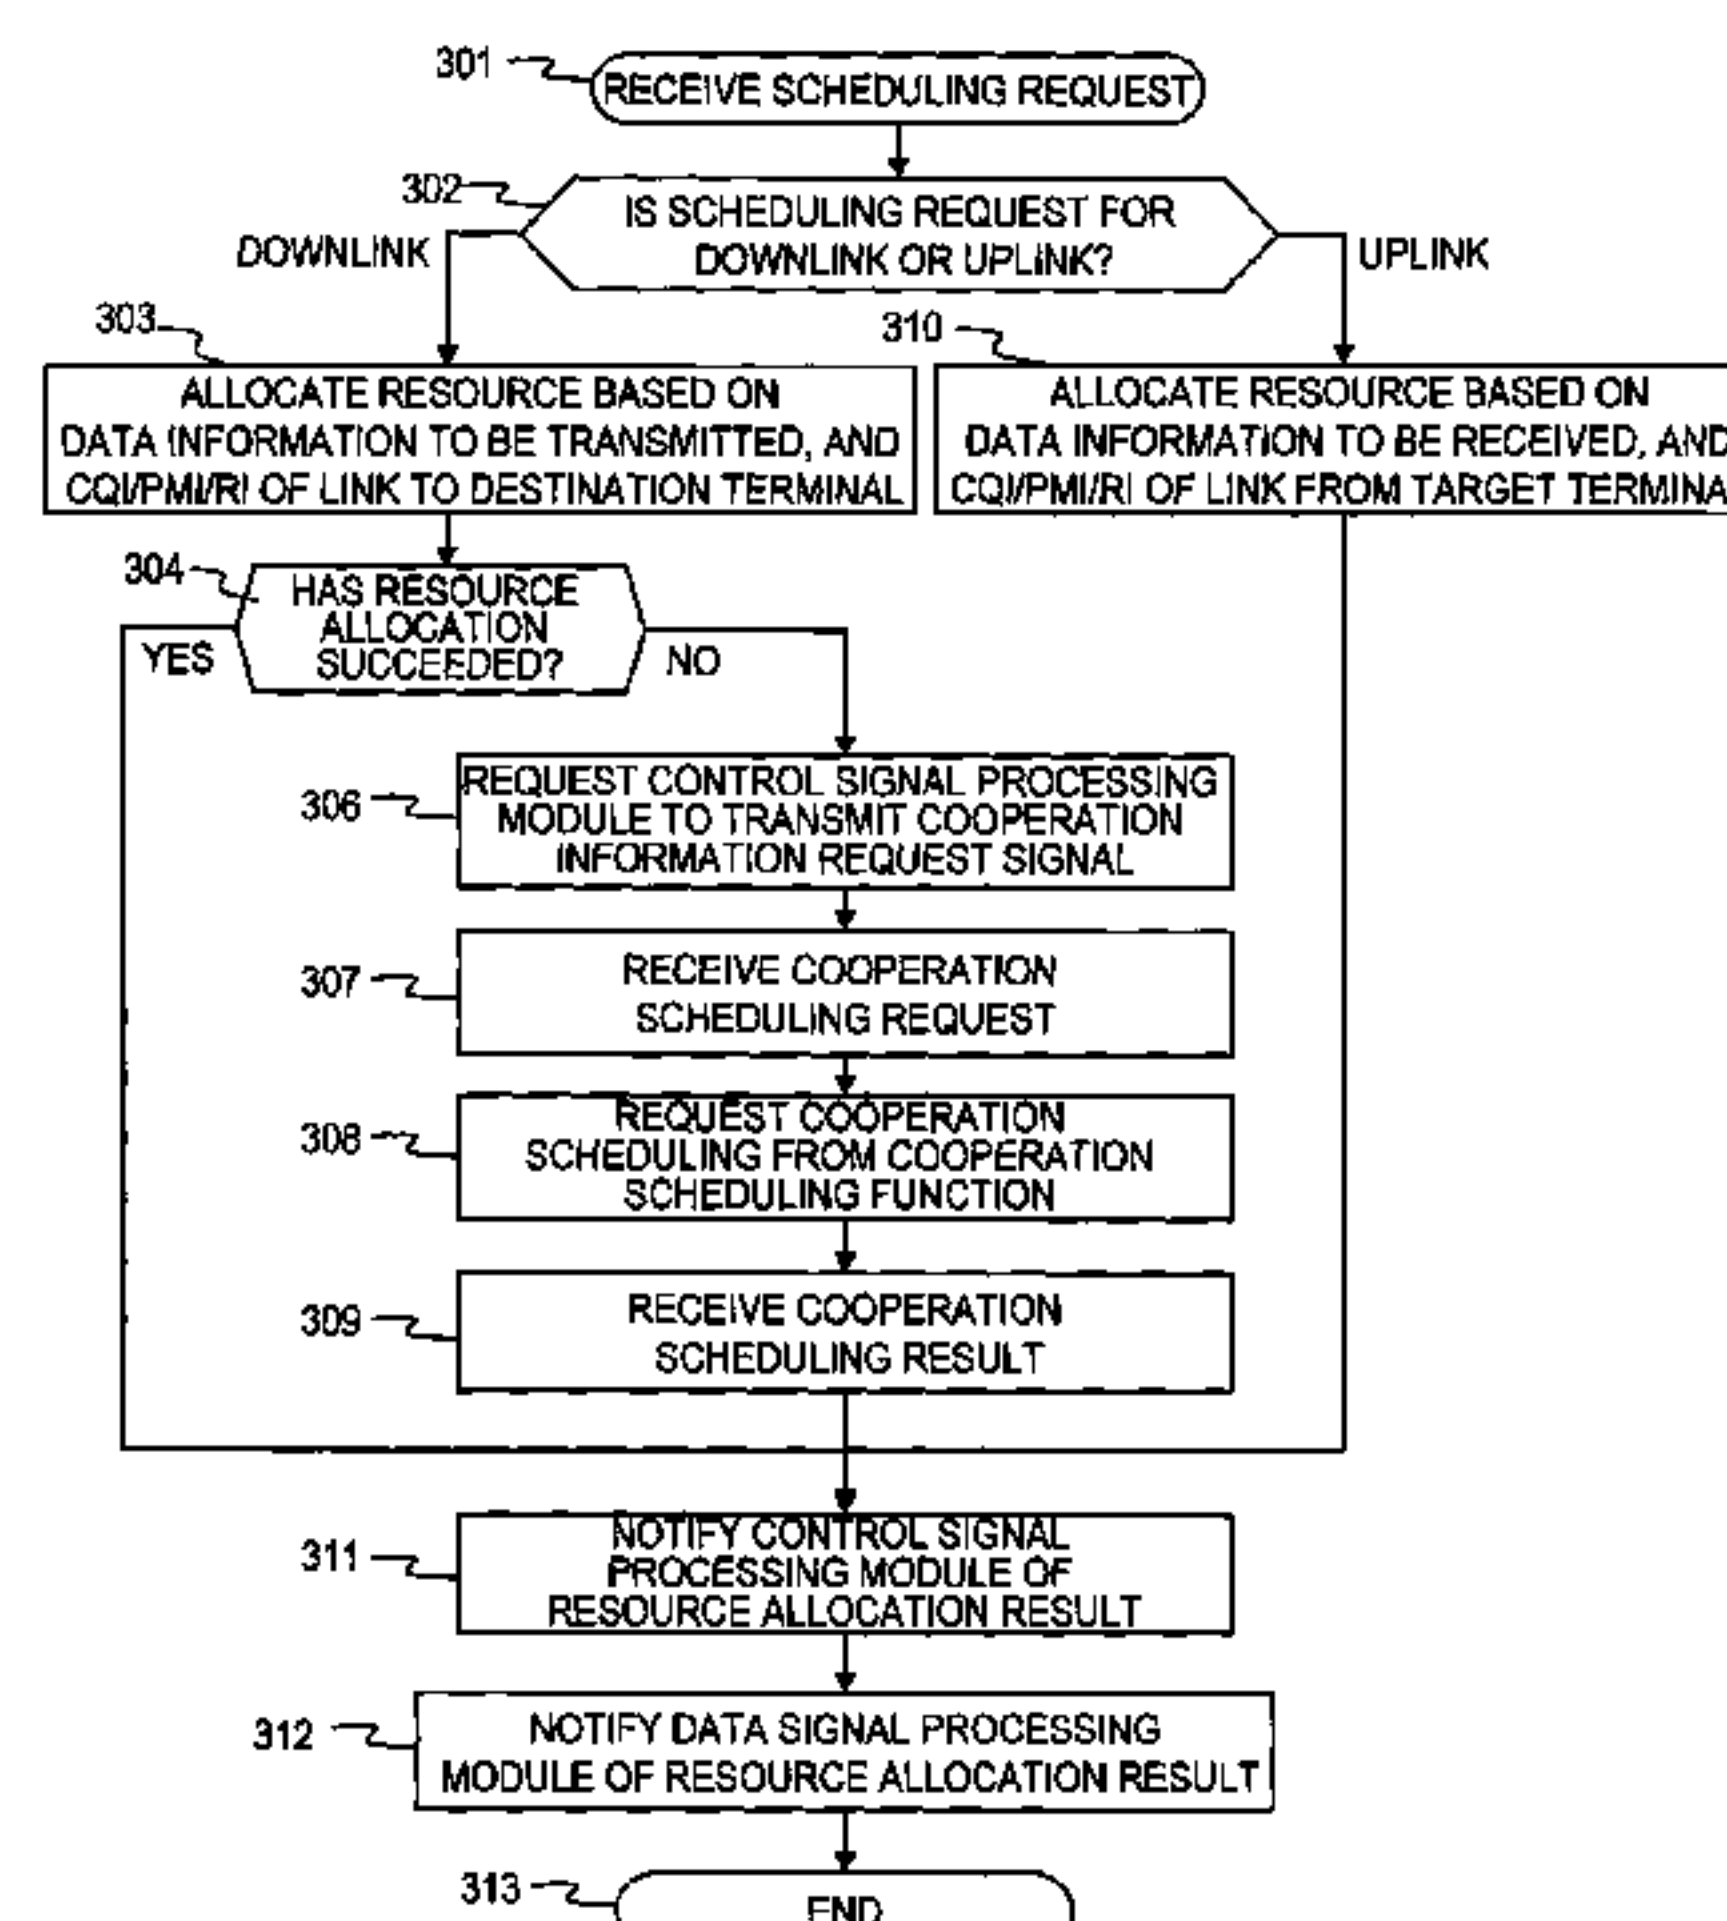 301
RECEIVE SCHEDULING REQUEST
302
IS SCHEDULING REQUEST FOR
DOWNLINK OR UPLINK?
DOWNLINK
UPLINK
303
ALLOCATE RESOURCE BASED ON
DATA INFORMATION TO BE TRANSMITTED, AND
CQI/PMI/RI OF LINK TO DESTINATION TERMINAL
310
ALLOCATE RESOURCE BASED ON
DATA INFORMATION TO BE RECEIVED, AND
CQI/PMI/RI OF LINK FROM TARGET TERMINA
304
HAS RESOURCE
ALLOCATION
SUCCEEDED?
YES
NO
306
REQUEST CONTROL SIGNAL PROCESSING
MODULE TO TRANSMIT COOPERATION
INFORMATION REQUEST SIGNAL
307
RECEIVE COOPERATION
SCHEDULING REQUEST
308
REQUEST COOPERATION
SCHEDULING FROM COOPERATION
SCHEDULING FUNCTION
309
RECEIVE COOPERATION
SCHEDULING RESULT
311
NOTIFY CONTROL SIGNAL
PROCESSING MODULE OF
RESOURCE ALLOCATION RESULT
312
NOTIFY DATA SIGNAL PROCESSING
MODULE OF RESOURCE ALLOCATION RESULT
313
END